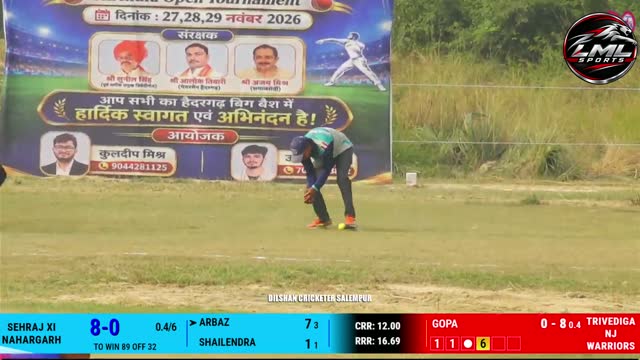 Open Tournament
दिनांक : 27,28,29 नवंबर 2026
संरक्षक
श्री सुनील सिंह
श्री आलोक तिवारी
श्री अजय मिश्र
आप सभी का हैदरगढ़ बिग बैश में
हार्दिक स्वागत एवं अभिनंदन है!
आयोजक
कुलदीप मिश्र
9044281125
LML
SPORTS
DILSHAN CRICKETER SALEMPUR
SEHRAJ XI
NAHARGARH
8-0
0.4/6
TO WIN 89 OFF 32
ARBAZ 7 3
SHAILENDRA 1 1
CRR: 12.00
RRR: 16.69
GOPA 0 - 8 0.4
1 1 6
TRIVEDIGA
NJ
WARRIORS